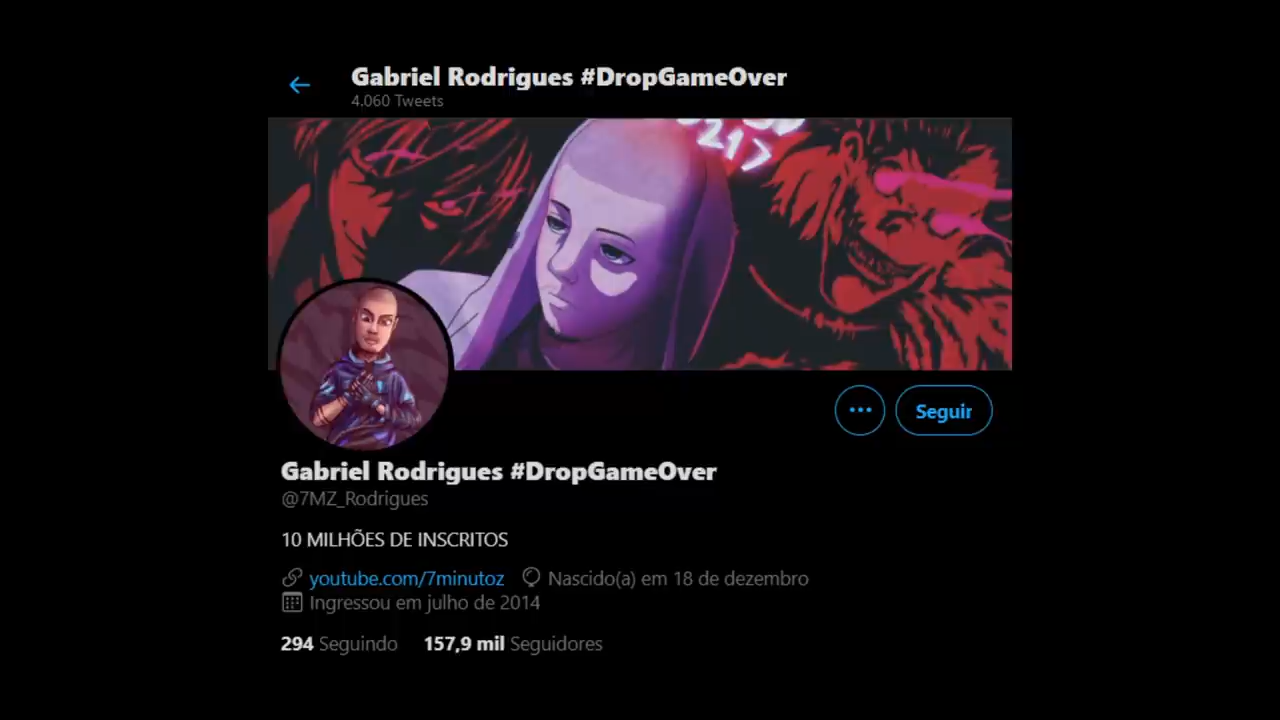 Gabriel Rodrigues #DropGameOver
4.060 Tweets
21>
Gabriel Rodrigues #DropGameOver
@7MZ_Rodrigues
Seguir
10 MILHÕES DE INSCRITOS
youtube.com/7minutoz Nascido(a) em 18 de dezembro
Ingressou em julho de 2014
294 Seguindo 157,9 mil Seguidores